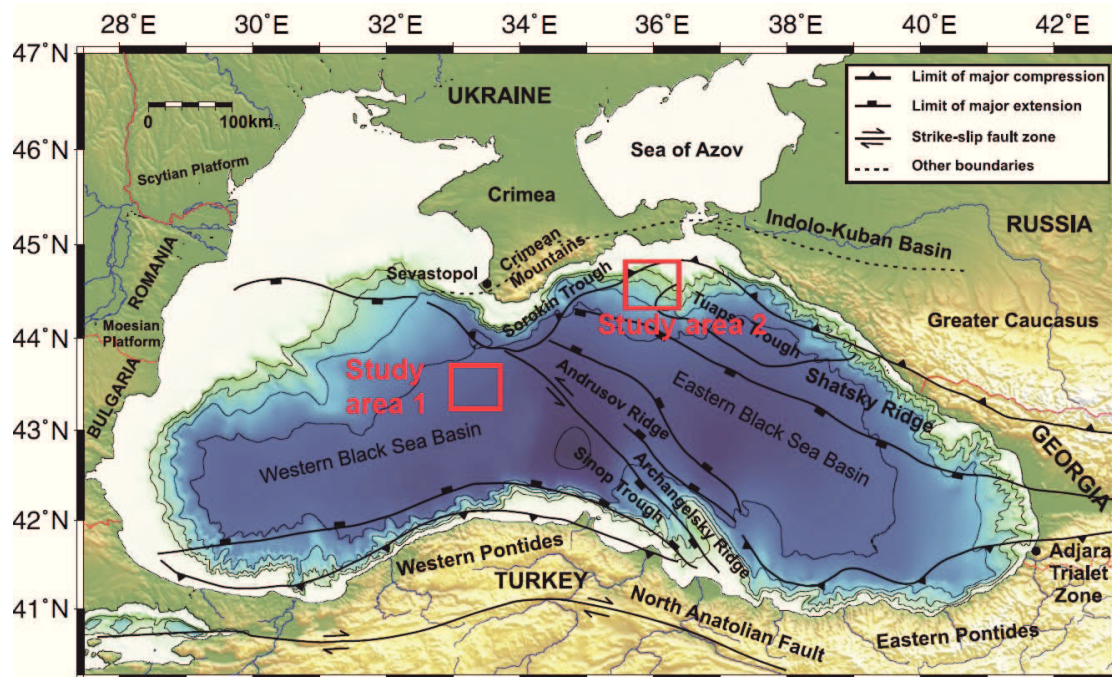 28°E 30°E 32°E 34°E 36°E 38°E 40°E 42°E
47°N
46°N
45°N
44°N
43°N
42°N
41°N
Limit of major compression
Limit of major extension
Strike-slip fault zone
Other boundaries
0 100km
UKRAINE
Sea of Azov
Scytian Platform
Crimea
RUSSIA
Indolo-Kuban Basin
ROMANIA
Crimean
Mountains
Sevastopol
Sorokin Trough
Tuapse Trough
Study area 2
Moesian
Platform
Greater Caucasus
BULGARIA
Study
area 1
Andrusov Ridge
Eastern Black Sea Basin
Shatsky Ridge
GEORGIA
Western Black Sea Basin
Sinop Trough
Archangelsky Ridge
Western Pontides
TURKEY
North Anatolian Fault
Eastern Pontides
Adjara
Trialet
Zone